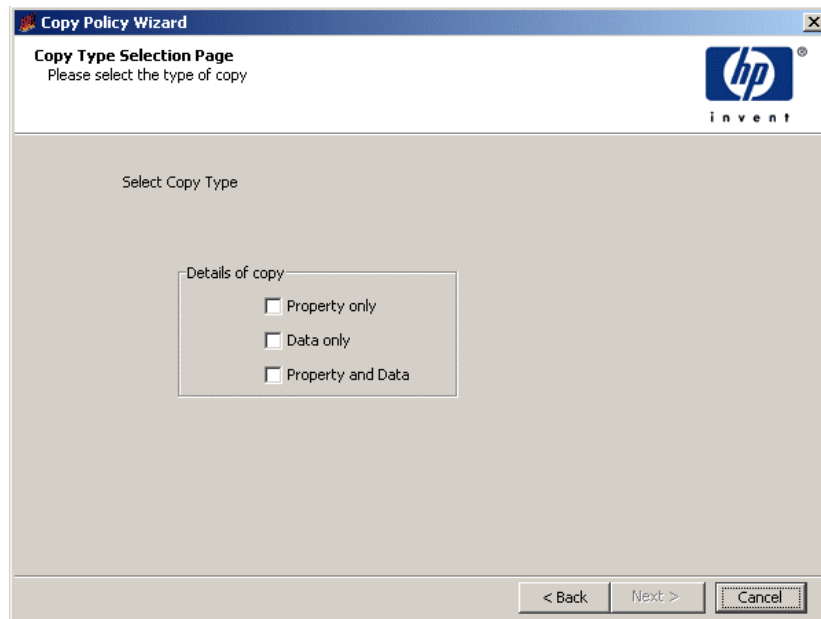 Copy Policy Wizard
Copy Type Selection Page
Please select the type of copy
hp
®
invent
Select Copy Type
Details of copy
Property only
Data only
Property and Data
< Back
Next >
Cancel